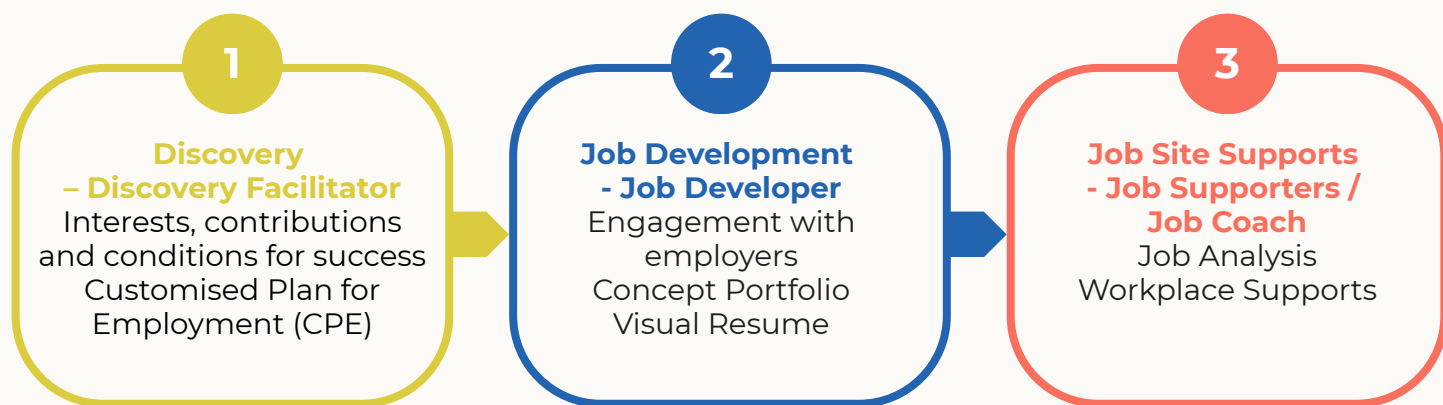 1
Discovery
– Discovery Facilitator
Interests, contributions
and conditions for success
Customised Plan for
Employment (CPE)
2
Job Development
- Job Developer
Engagement with
employers
Concept Portfolio
Visual Resume
3
Job Site Supports
- Job Supporters /
Job Coach
Job Analysis
Workplace Supports